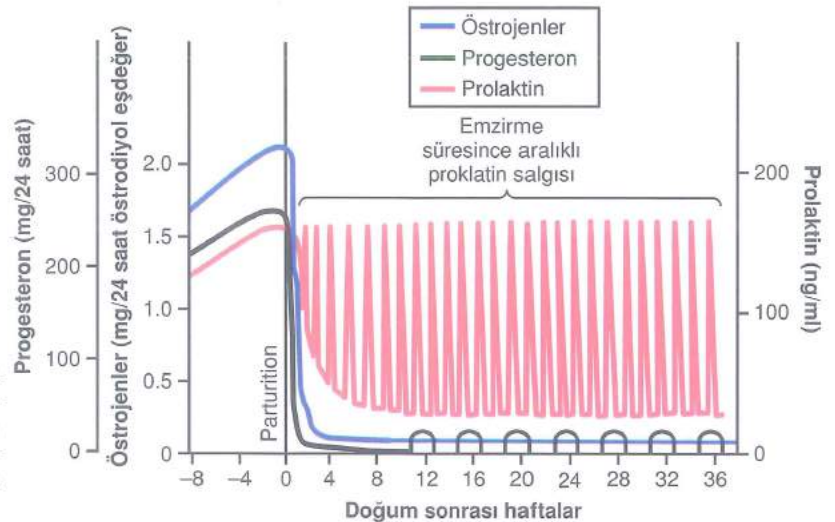 Östrojenler
Progesteron
Prolaktin
Emzirme
süresince aralıklı
proklatin salgısı
Progesteron (mg/24 saat)
300
200
100
0
Östrojenler (mg/24 saat östrodiyol eşdeğer)
2.0
1.5
1.0
0.5
0
Parturition
Prolaktin (ng/ml)
200
100
0
–8 –4 0 4 8 12 16 20 24 28 32 36
Doğum sonrası haftalar